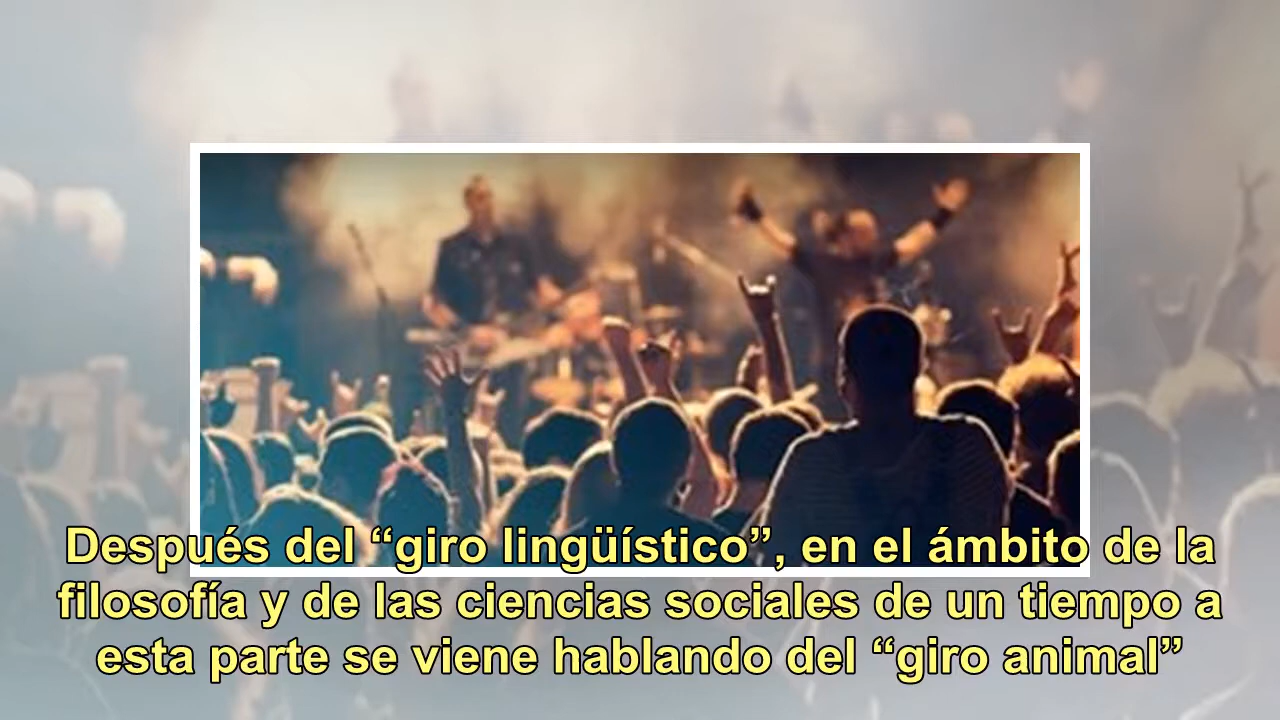 Después del “giro lingüístico”, en el ámbito de la
filosofía y de las ciencias sociales de un tiempo a
esta parte se viene hablando del “giro animal”